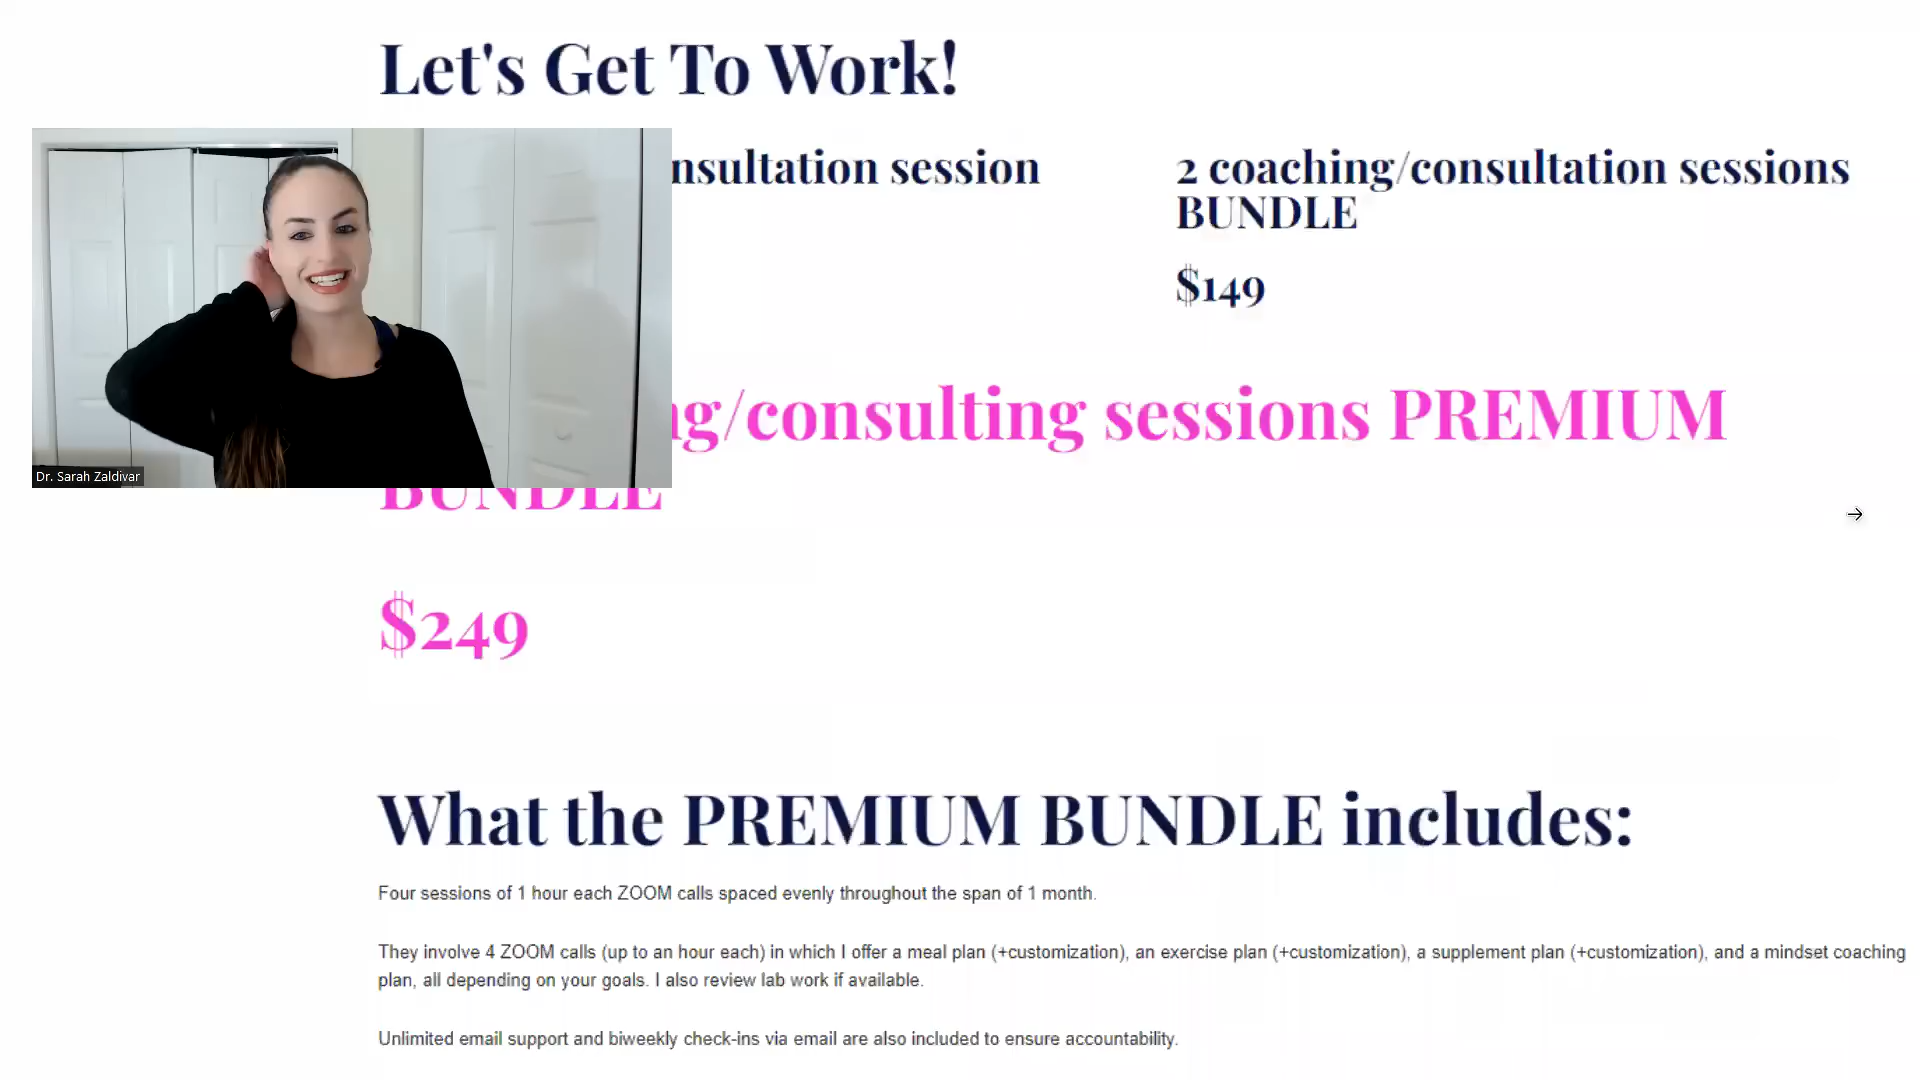 Let's Get To Work!
session
2 coaching/consultation sessions
BUNDLE
$149
/consulting sessions PREMIUM
BUNDLE
$249
Dr. Sarah Zaldivar
What the PREMIUM BUNDLE includes:
Four sessions of 1 hour each ZOOM calls spaced evenly throughout the span of 1 month.
They involve 4 ZOOM calls (up to an hour each) in which I offer a meal plan (+customization), an exercise plan (+customization), a supplement plan (+customization), and a mindset coaching
plan, all depending on your goals. I also review lab work if available.
Unlimited email support and biweekly check-ins via email are also included to ensure accountability.